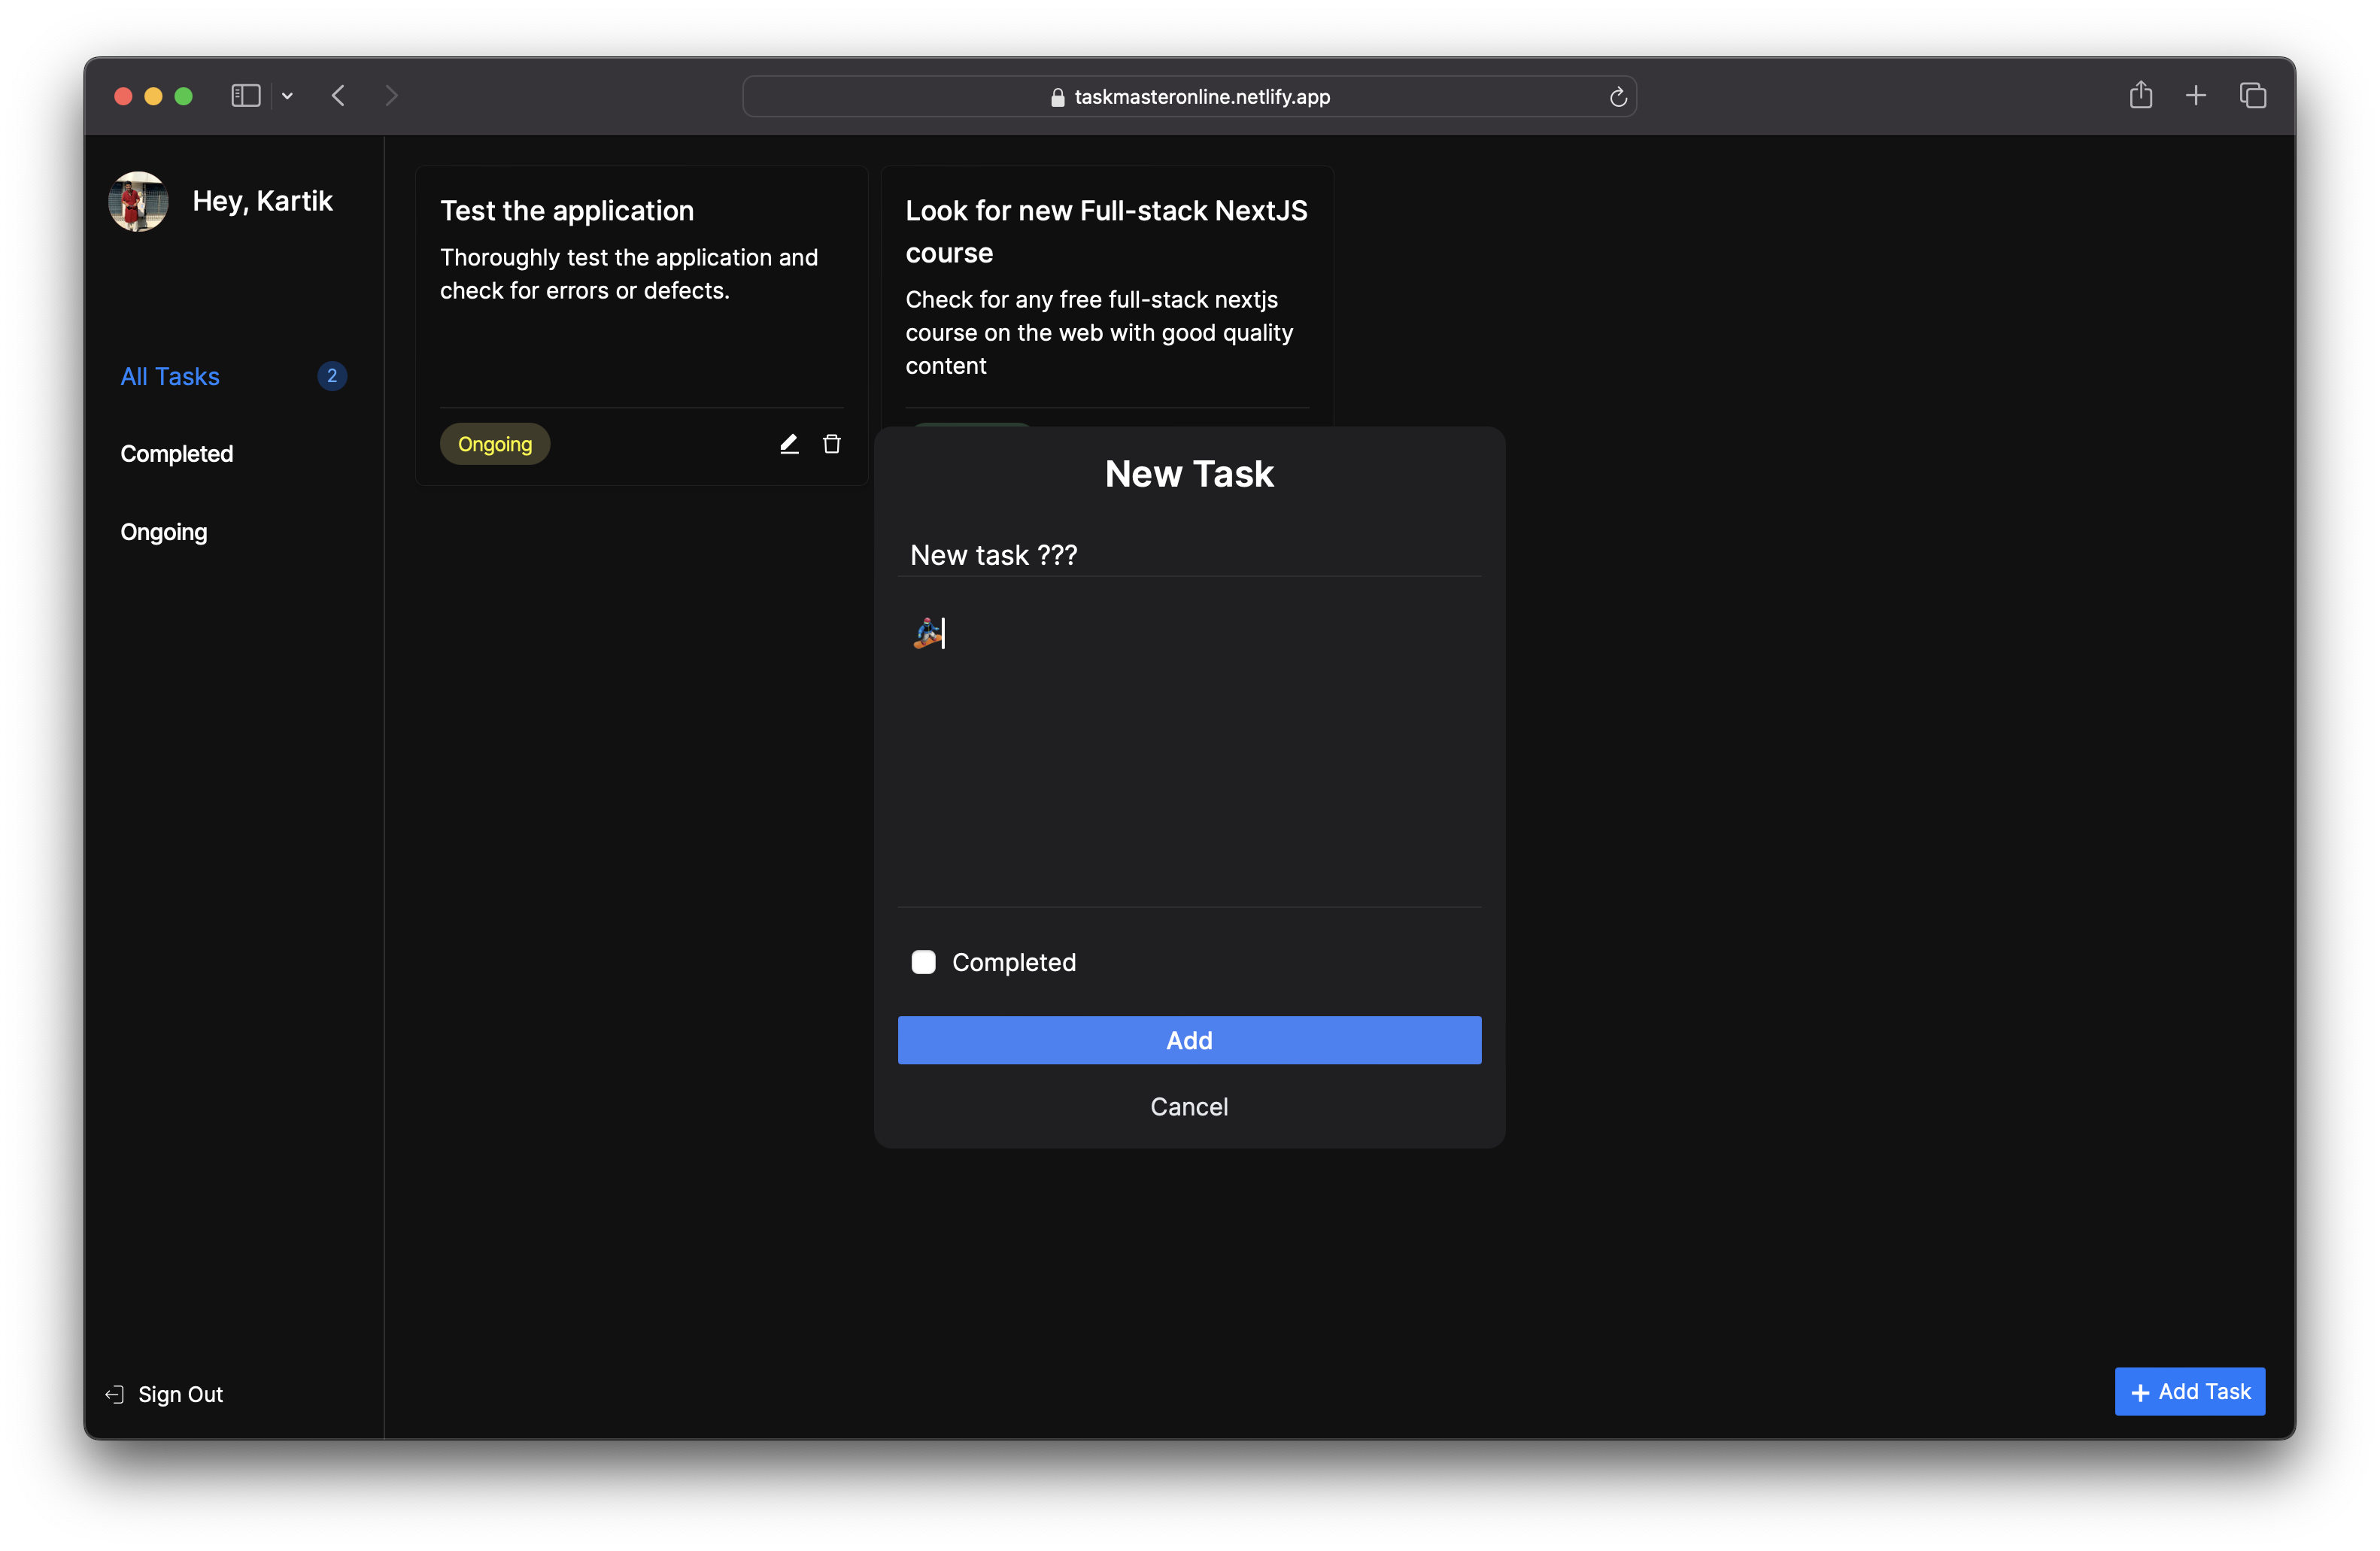 taskmasteronline.netlify.app
Hey, Kartik
All Tasks
2
Completed
Ongoing
Sign Out
Test the application
Thoroughly test the application and
check for errors or defects.
Ongoing
Look for new Full-stack NextJS
course
Check for any free full-stack nextjs
course on the web with good quality
content
New Task
New task ???
🏂
Completed
Add
Cancel
+ Add Task